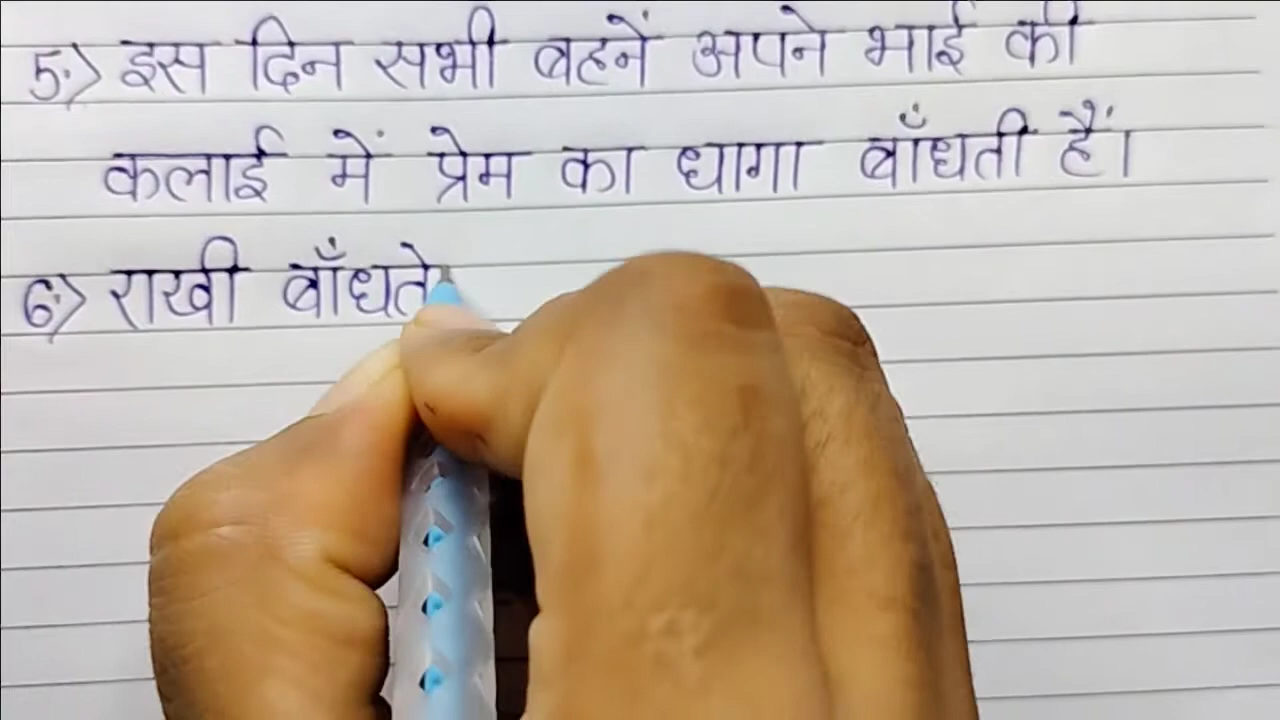 5.) इस दिन सभी बहनें अपने भाई की
कलाई में प्रेम का धागा बाँधती हैं।
6.) राखी बाँधते